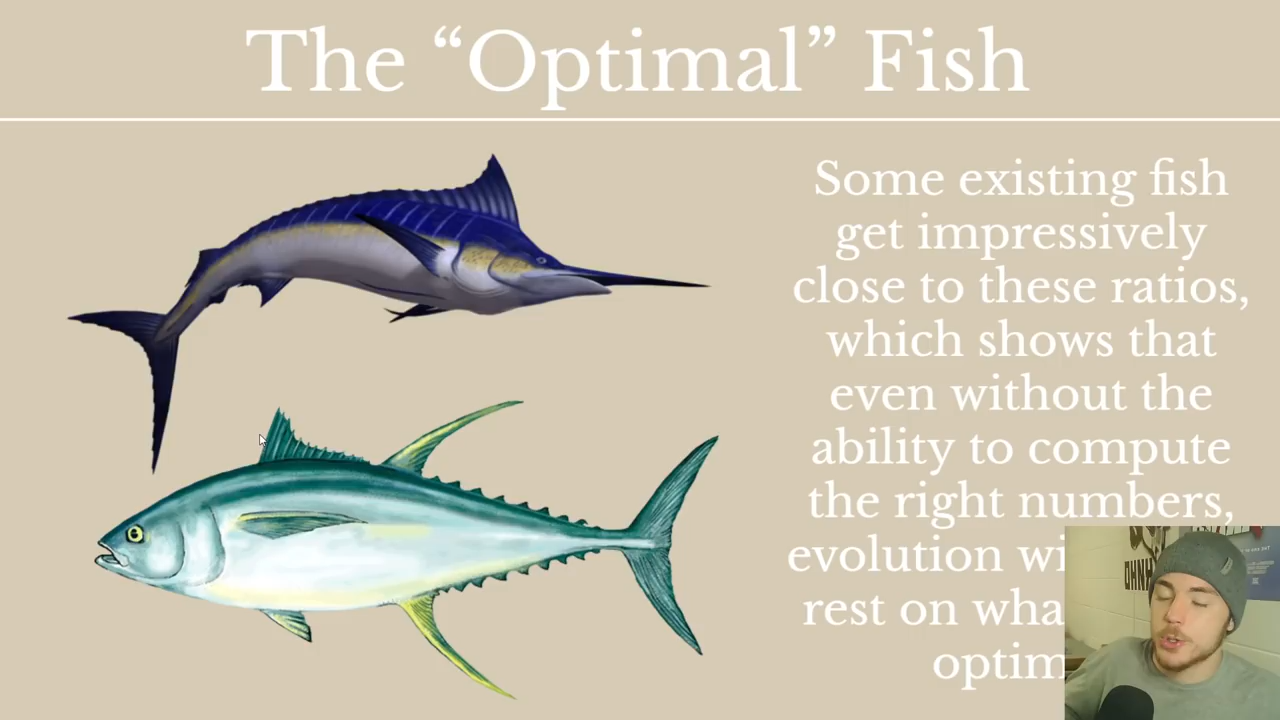 The “Optimal” Fish
Some existing fish
get impressively
close to these ratios,
which shows that
even without the
ability to compute
the right numbers,
evolution
rest on